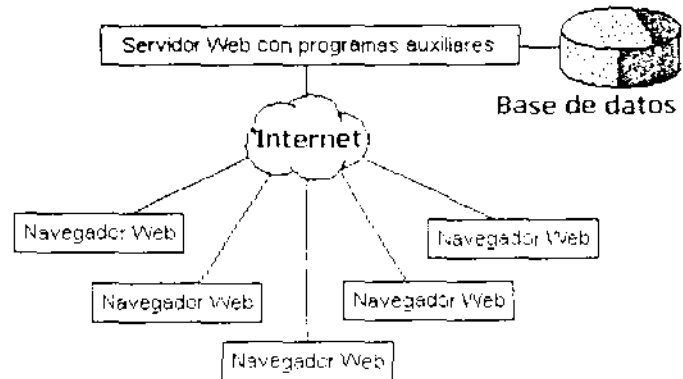 Servidor Web con programas auxiliares
Base de datos
Internet
Navegador Web
Navegador Web
Navegador Web
Navegador Web
Navegador Web